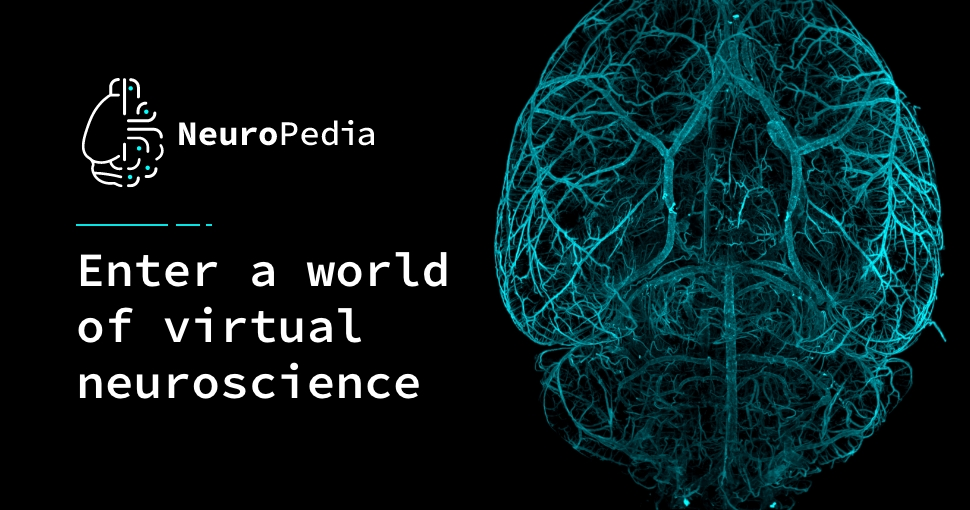 NeuroPedia
Enter a world
of virtual
neuroscience